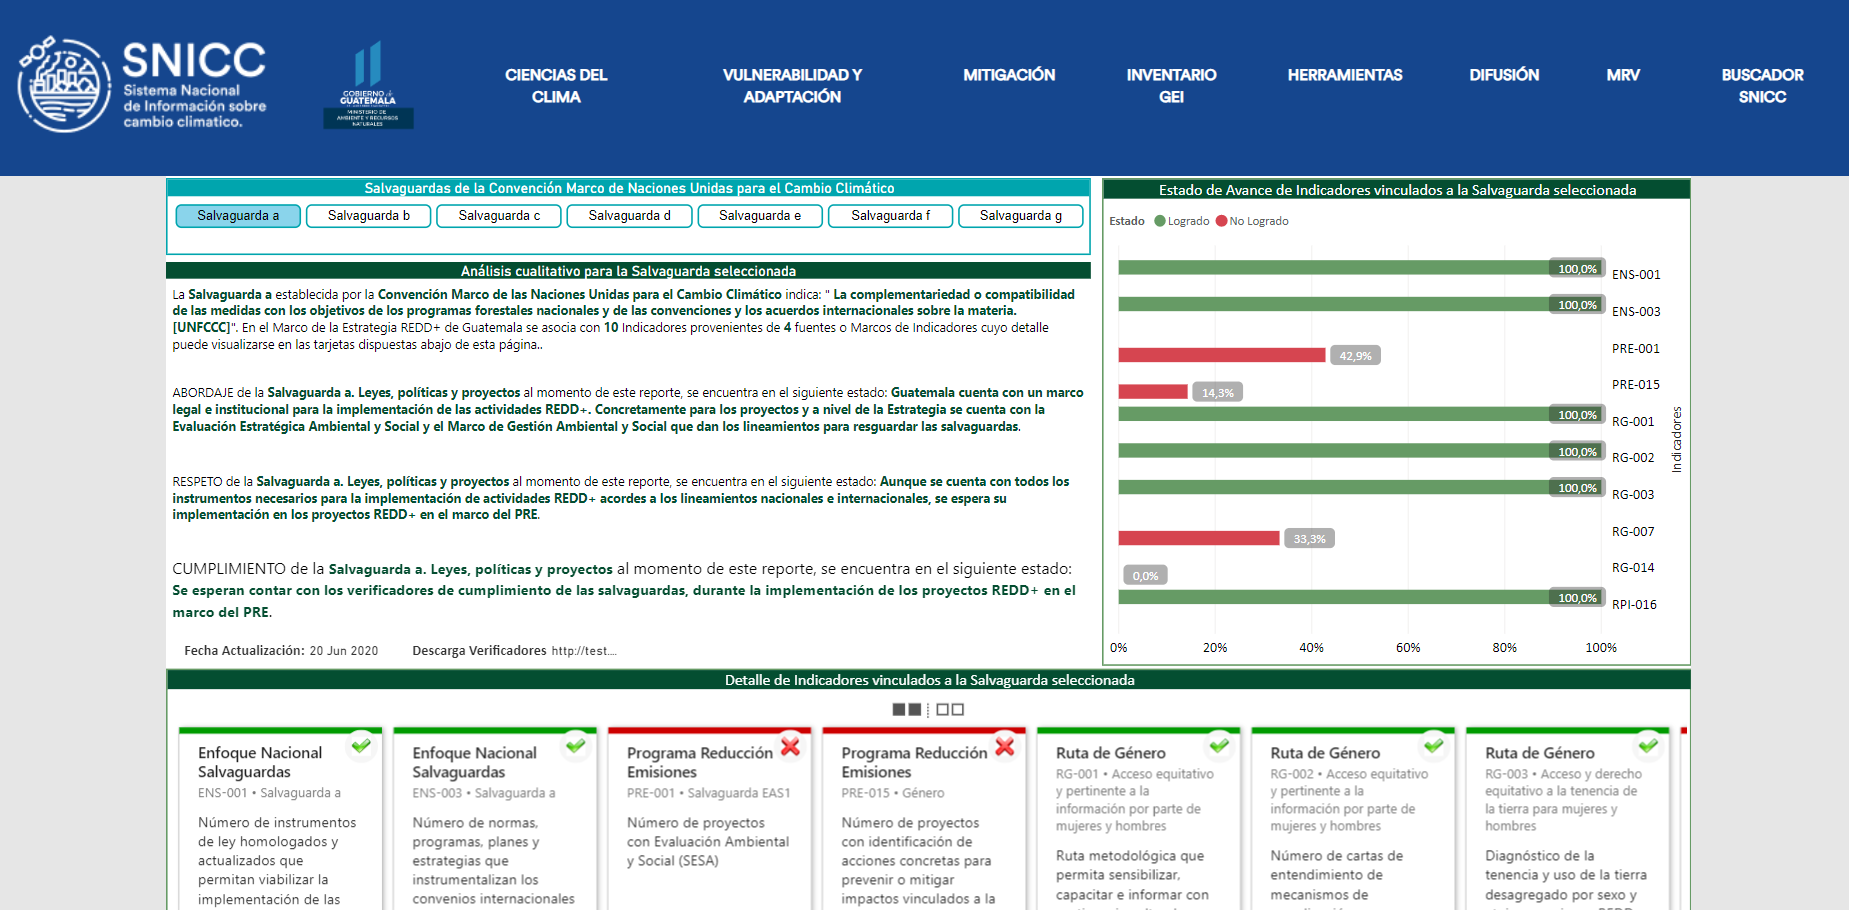 SNICC
Sistema Nacional
de Información sobre
cambio climatico.
GOBIERNO de
GUATEMALA
MINISTERIO DE
AMBIENTE Y RECURSOS
NATURALES
CIENCIAS DEL
CLIMA
VULNERABILIDAD Y
ADAPTACIÓN
MITIGACIÓN
INVENTARIO
GEI
HERRAMIENTAS
DIFUSIÓN
MRV
BUSCADOR
SNICC
Salvaguardas de la Convención Marco de Naciones Unidas para el Cambio Climático
Salvaguarda a
Salvaguarda b
Salvaguarda c
Salvaguarda d
Salvaguarda e
Salvaguarda f
Salvaguarda g
Análisis cualitativo para la Salvaguarda seleccionada
La Salvaguarda a establecida por la Convención Marco de las Naciones Unidas para el Cambio Climático indica: " La complementariedad o compatibilidad
de las medidas con los objetivos de los programas forestales nacionales y de las convenciones y los acuerdos internacionales sobre la materia.
[UNFCCC]". En el Marco de la Estrategia REDD+ de Guatemala se asocia con 10 Indicadores provenientes de 4 fuentes o Marcos de Indicadores cuyo detalle
puede visualizarse en las tarjetas dispuestas abajo de esta página..
ABORDAJE de la Salvaguarda a. Leyes, políticas y proyectos al momento de este reporte, se encuentra en el siguiente estado: Guatemala cuenta con un marco
legal e institucional para la implementación de las actividades REDD+. Concretamente para los proyectos y a nivel de la Estrategia se cuenta con la
Evaluación Estratégica Ambiental y Social y el Marco de Gestión Ambiental y Social que dan los lineamientos para resguardar las salvaguardas.
RESPETO de la Salvaguarda a. Leyes, políticas y proyectos al momento de este reporte, se encuentra en el siguiente estado: Aunque se cuenta con todos los
instrumentos necesarios para la implementación de actividades REDD+ acordes a los lineamientos nacionales e internacionales, se espera su
implementación en los proyectos REDD+ en el marco del PRE.
CUMPLIMIENTO de la Salvaguarda a. Leyes, políticas y proyectos al momento de este reporte, se encuentra en el siguiente estado:
Se esperan contar con los verificadores de cumplimiento de las salvaguardas, durante la implementación de los proyectos REDD+ en el
marco del PRE.
Fecha Actualización: 20 Jun 2020
Descarga Verificadores http://test....
Estado de Avance de Indicadores vinculados a la Salvaguarda seleccionada
Estado Logrado No Logrado
100,0% ENS-001
100,0% ENS-003
42,9% PRE-001
14,3% PRE-015
100,0% RG-001
100,0% RG-002
100,0% RG-003
33,3% RG-007
0,0% RG-014
100,0% RPI-016
Indicadores
0% 20% 40% 60% 80% 100%
Detalle de Indicadores vinculados a la Salvaguarda seleccionada
Enfoque Nacional
Salvaguardas
ENS-001 • Salvaguarda a
Número de instrumentos
de ley homologados y
actualizados que
permitan viabilizar la
implementación de las
Enfoque Nacional
Salvaguardas
ENS-003 • Salvaguarda a
Número de normas,
programas, planes y
estrategias que
instrumentalizan los
convenios internacionales
Programa Reducción
Emisiones
PRE-001 • Salvaguarda EAS1
Número de proyectos
con Evaluación Ambiental
y Social (SESA)
Programa Reducción
Emisiones
PRE-015 • Género
Número de proyectos
con identificación de
acciones concretas para
prevenir o mitigar
impactos vinculados a la
Ruta de Género
RG-001 • Acceso equitativo
y pertinente a la
información por parte de
mujeres y hombres
Ruta metodológica que
permita sensibilizar,
capacitar e informar con
Ruta de Género
RG-002 • Acceso equitativo
y pertinente a la
información por parte de
mujeres y hombres
Número de cartas de
entendimiento de
mecanismos de
Ruta de Género
RG-003 • Acceso y derecho
equitativo a la tenencia de
la tierra para mujeres y
hombres
Diagnóstico de la
tenencia y uso de la tierra
desagregado por sexo y